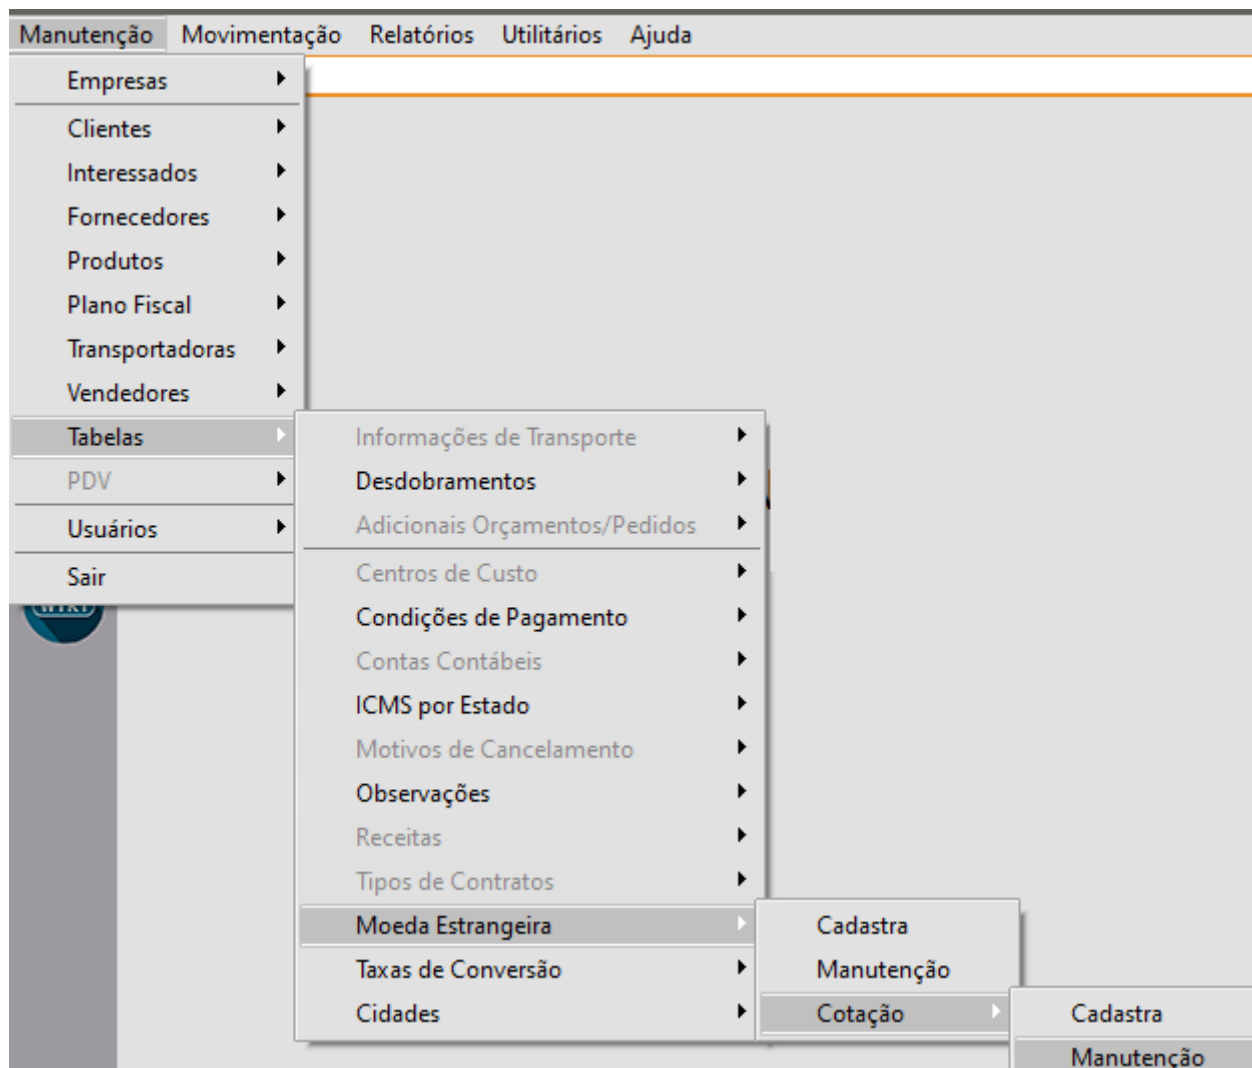 Manutenção Movimentação Relatórios Utilitários Ajuda
Empresas
Clientes
Interessados
Fornecedores
Produtos
Plano Fiscal
Transportadoras
Vendedores
Tabelas
PDV
Usuários
Sair
WIKI
Informações de Transporte
Desdobramentos
Adicionais Orçamentos/Pedidos
Centros de Custo
Condições de Pagamento
Contas Contábeis
ICMS por Estado
Motivos de Cancelamento
Observações
Receitas
Tipos de Contratos
Moeda Estrangeira
Taxas de Conversão
Cidades
Cadastra
Manutenção
Cotação
Cadastra
Manutenção